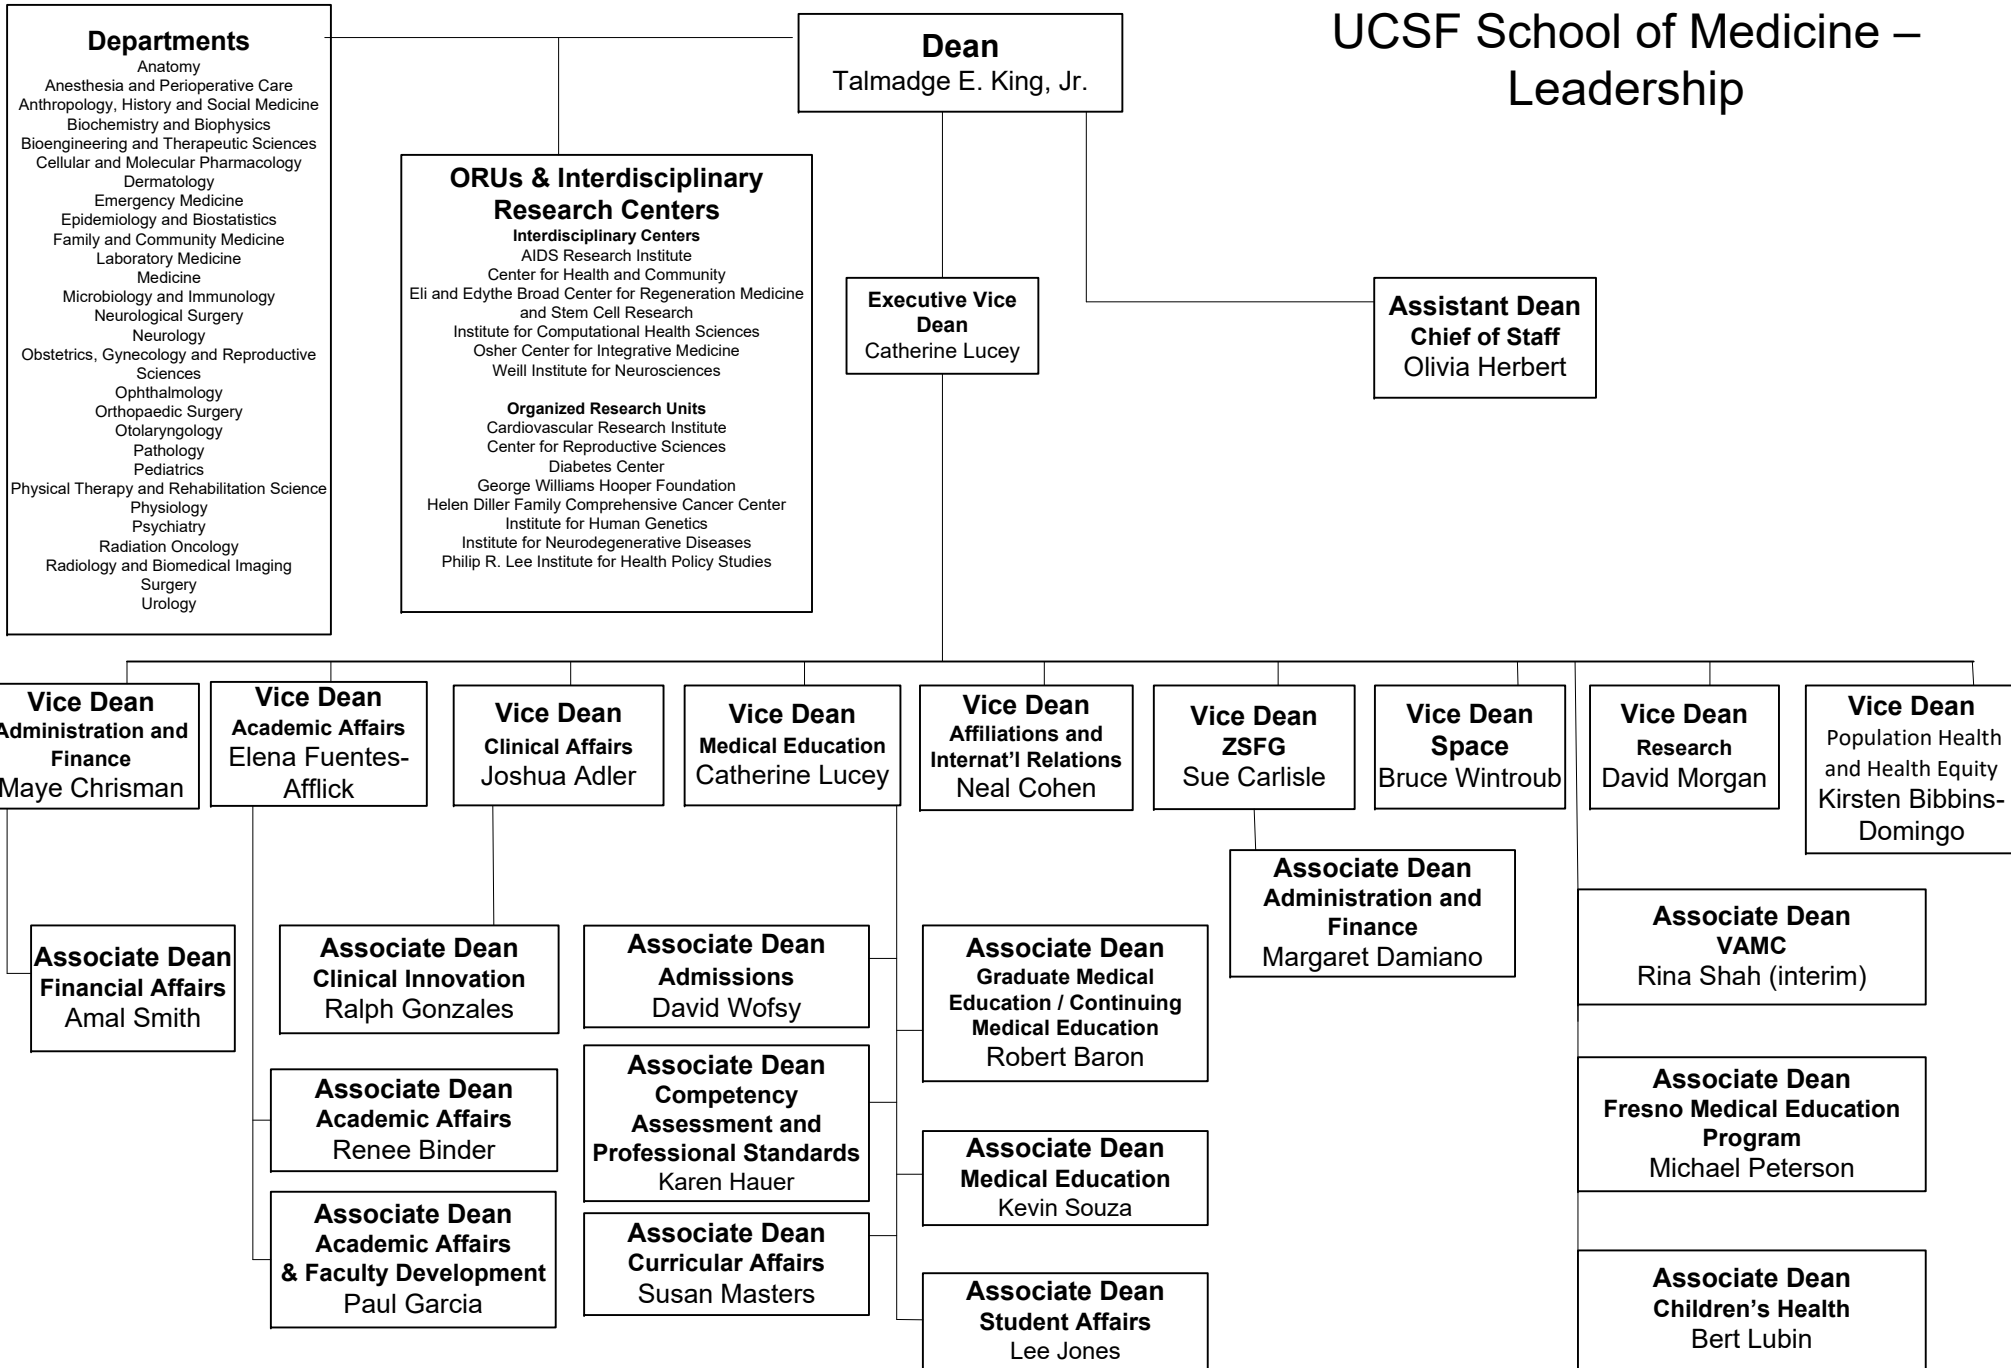 UCSF School of Medicine –
Leadership
Departments
Anatomy
Anesthesia and Perioperative Care
Anthropology, History and Social Medicine
Biochemistry and Biophysics
Bioengineering and Therapeutic Sciences
Cellular and Molecular Pharmacology
Dermatology
Emergency Medicine
Epidemiology and Biostatistics
Family and Community Medicine
Laboratory Medicine
Medicine
Microbiology and Immunology
Neurological Surgery
Neurology
Obstetrics, Gynecology and Reproductive
Sciences
Ophthalmology
Orthopaedic Surgery
Otolaryngology
Pathology
Pediatrics
Physical Therapy and Rehabilitation Science
Physiology
Psychiatry
Radiation Oncology
Radiology and Biomedical Imaging
Surgery
Urology
Dean
Talmadge E. King, Jr.
ORUs & Interdisciplinary
Research Centers
Interdisciplinary Centers
AIDS Research Institute
Center for Health and Community
Eli and Edythe Broad Center for Regeneration Medicine
and Stem Cell Research
Institute for Computational Health Sciences
Osher Center for Integrative Medicine
Weill Institute for Neurosciences
Organized Research Units
Cardiovascular Research Institute
Center for Reproductive Sciences
Diabetes Center
George Williams Hooper Foundation
Helen Diller Family Comprehensive Cancer Center
Institute for Human Genetics
Institute for Neurodegenerative Diseases
Philip R. Lee Institute for Health Policy Studies
Executive Vice
Dean
Catherine Lucey
Assistant Dean
Chief of Staff
Olivia Herbert
Vice Dean
Administration and
Finance
Maye Chrisman
Vice Dean
Academic Affairs
Elena Fuentes-
Afflick
Vice Dean
Clinical Affairs
Joshua Adler
Vice Dean
Medical Education
Catherine Lucey
Vice Dean
Affiliations and
Internat’l Relations
Neal Cohen
Vice Dean
ZSFG
Sue Carlisle
Vice Dean
Space
Bruce Wintroub
Vice Dean
Research
David Morgan
Vice Dean
Population Health
and Health Equity
Kirsten Bibbins-
Domingo
Associate Dean
Financial Affairs
Amal Smith
Associate Dean
Clinical Innovation
Ralph Gonzales
Associate Dean
Academic Affairs
Renee Binder
Associate Dean
Academic Affairs
& Faculty Development
Paul Garcia
Associate Dean
Admissions
David Wofsy
Associate Dean
Competency
Assessment and
Professional Standards
Karen Hauer
Associate Dean
Curricular Affairs
Susan Masters
Associate Dean
Graduate Medical
Education / Continuing
Medical Education
Robert Baron
Associate Dean
Medical Education
Kevin Souza
Associate Dean
Student Affairs
Lee Jones
Associate Dean
Administration and
Finance
Margaret Damiano
Associate Dean
VAMC
Rina Shah (interim)
Associate Dean
Fresno Medical Education
Program
Michael Peterson
Associate Dean
Children’s Health
Bert Lubin